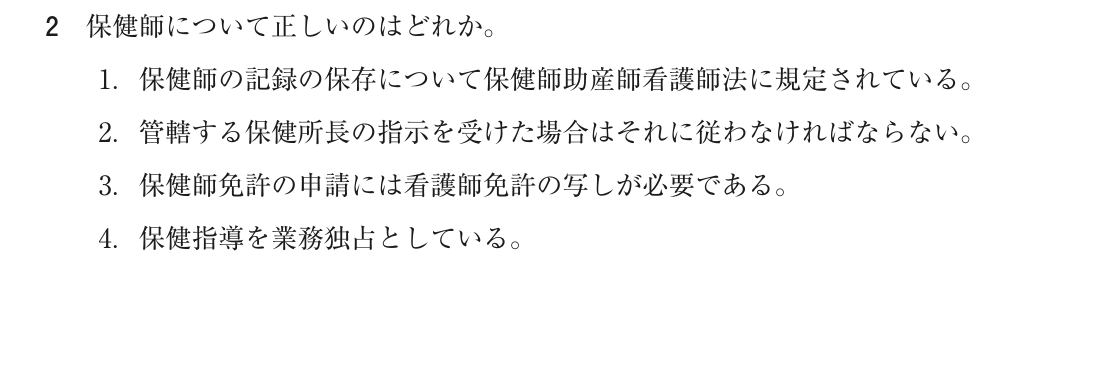 2 保健師について正しいのはどれか。
1. 保健師の記録の保存について保健師助産師看護師法に規定されている。
2. 管轄する保健所長の指示を受けた場合はそれに従わなければならない。
3. 保健師免許の申請には看護師免許の写しが必要である。
4. 保健指導を業務独占としている。